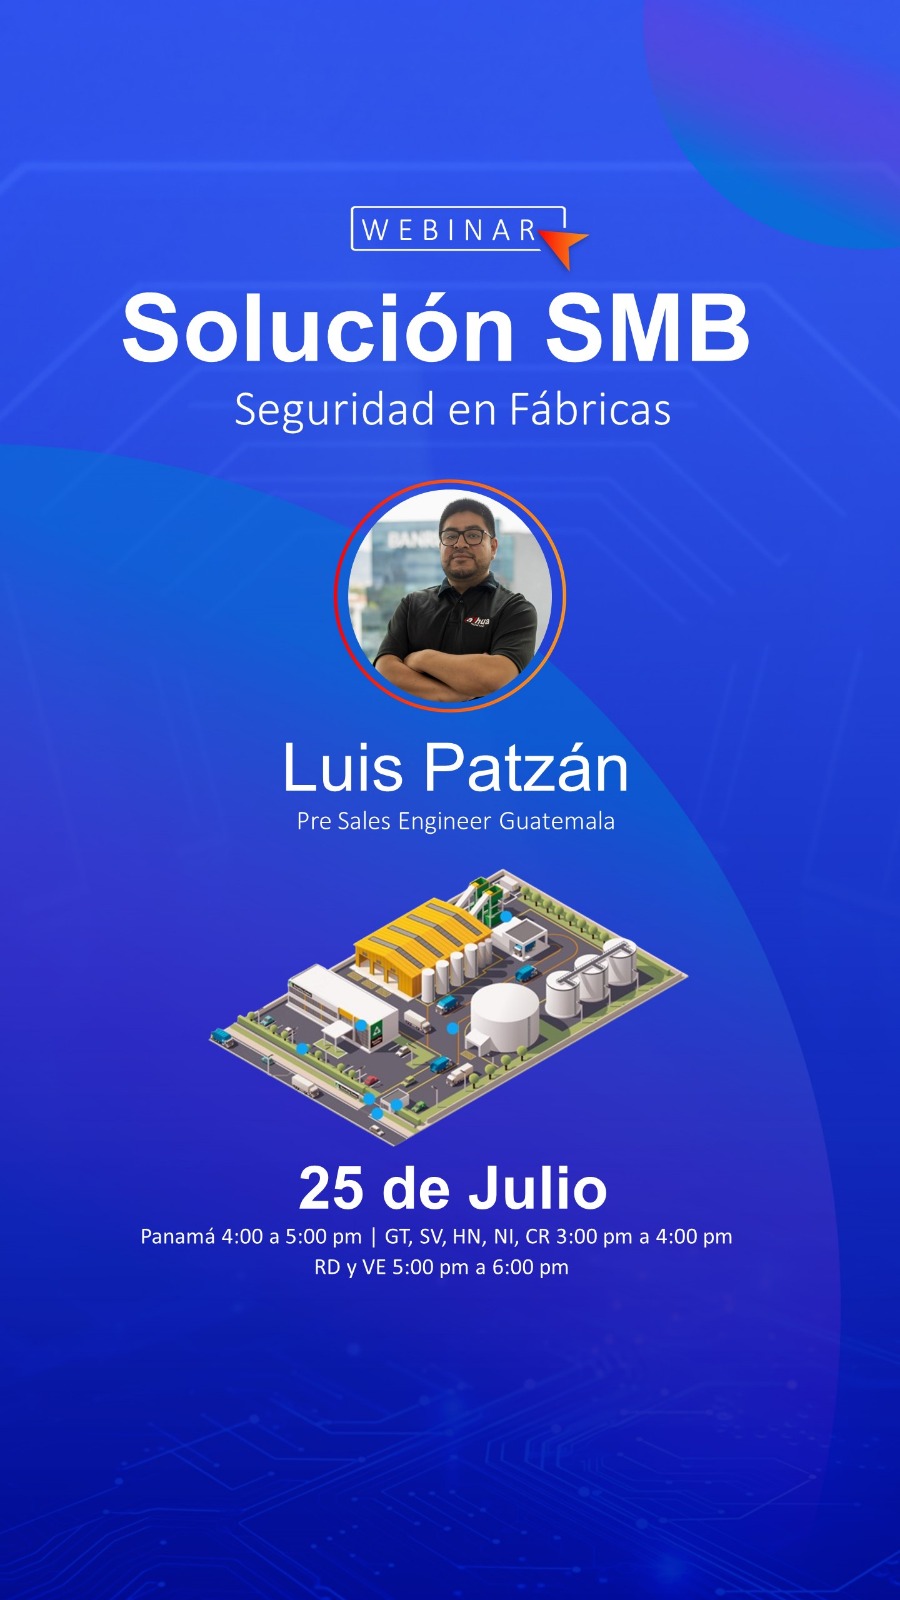 WEBINAR
Solución SMB
Seguridad en Fábricas
Luis Patzán
Pre Sales Engineer Guatemala
25 de Julio
Panamá 4:00 a 5:00 pm | GT, SV, HN, NI, CR 3:00 pm a 4:00 pm
RD y VE 5:00 pm a 6:00 pm